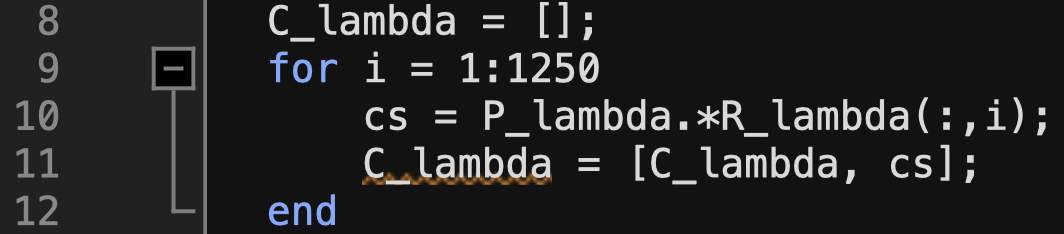 8 C_lambda = [];
9 for i = 1:1250
10 cs = P_lambda.*R_lambda(:,i);
11 C_lambda = [C_lambda, cs];
12 end